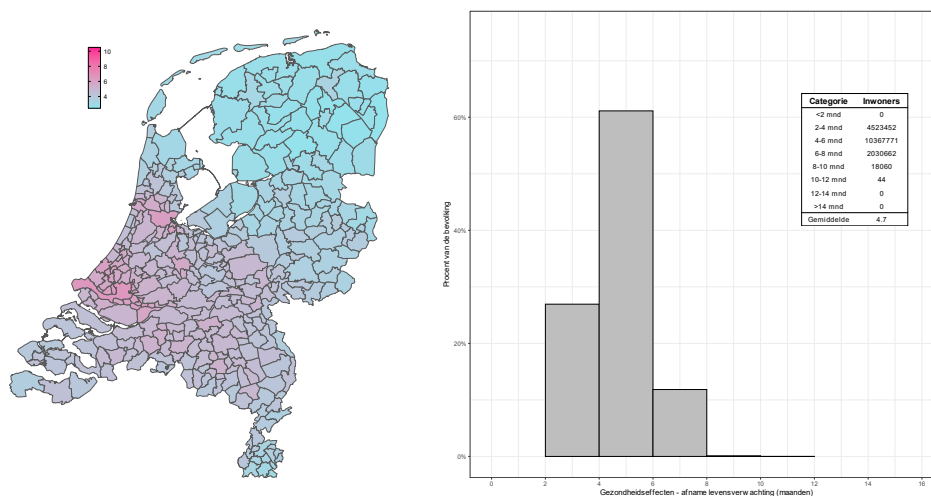 10
8
6
4
Procent van de bevolking
60%
40%
20%
0%
Categorie Inwoners
<2 mnd 0
2-4 mnd 4523452
4-6 mnd 10367771
6-8 mnd 2030662
8-10 mnd 18060
10-12 mnd 44
12-14 mnd 0
>14 mnd 0
Gemiddelde 4.7
0 2 4 6 8 10 12 14 16
Gezondheidseffecten - afname levensverwachting (maanden)